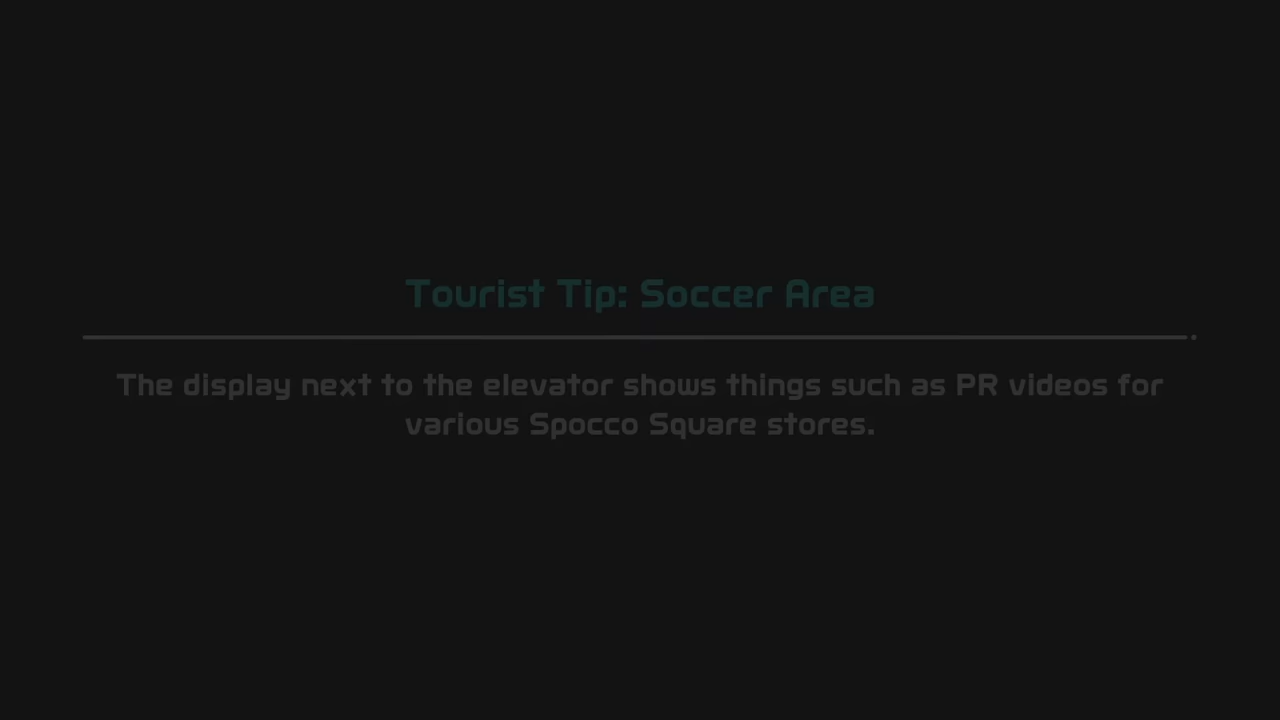 Tourist Tip: Soccer Area
The display next to the elevator shows things such as PR videos for
various Spocco Square stores.